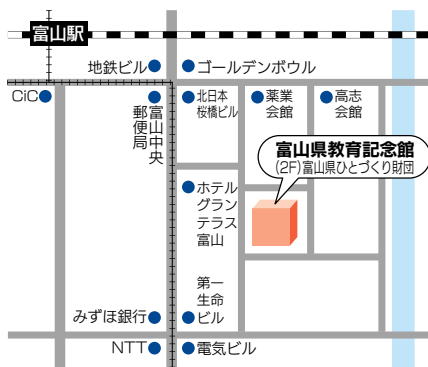 富山駅
地鉄ビル
ゴールデンボウル
CiC
富山中央
郵便局
北日本
桜橋ビル
薬業
会館
高志
会館
富山県教育記念館
(2F)富山県ひとづくり財団
ホテル
グラン
テラス
富山
第一
生命
ビル
みずほ銀行
NTT
電気ビル